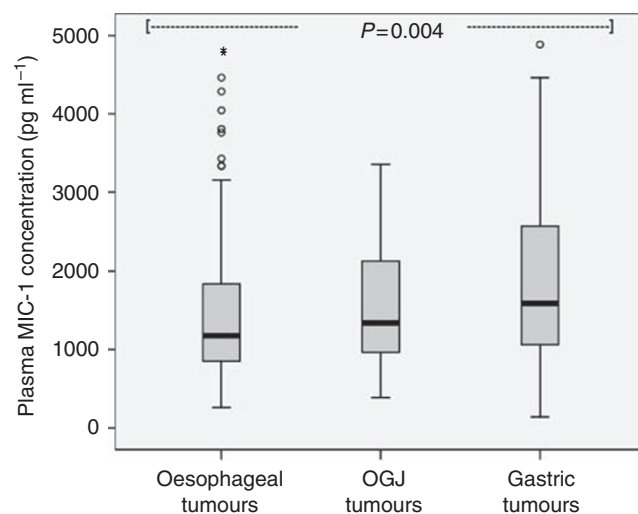 P=0.004
Plasma MIC-1 concentration (pg ml⁻¹)
5000
4000
3000
2000
1000
0
Oesophageal
tumours
OGJ
tumours
Gastric
tumours